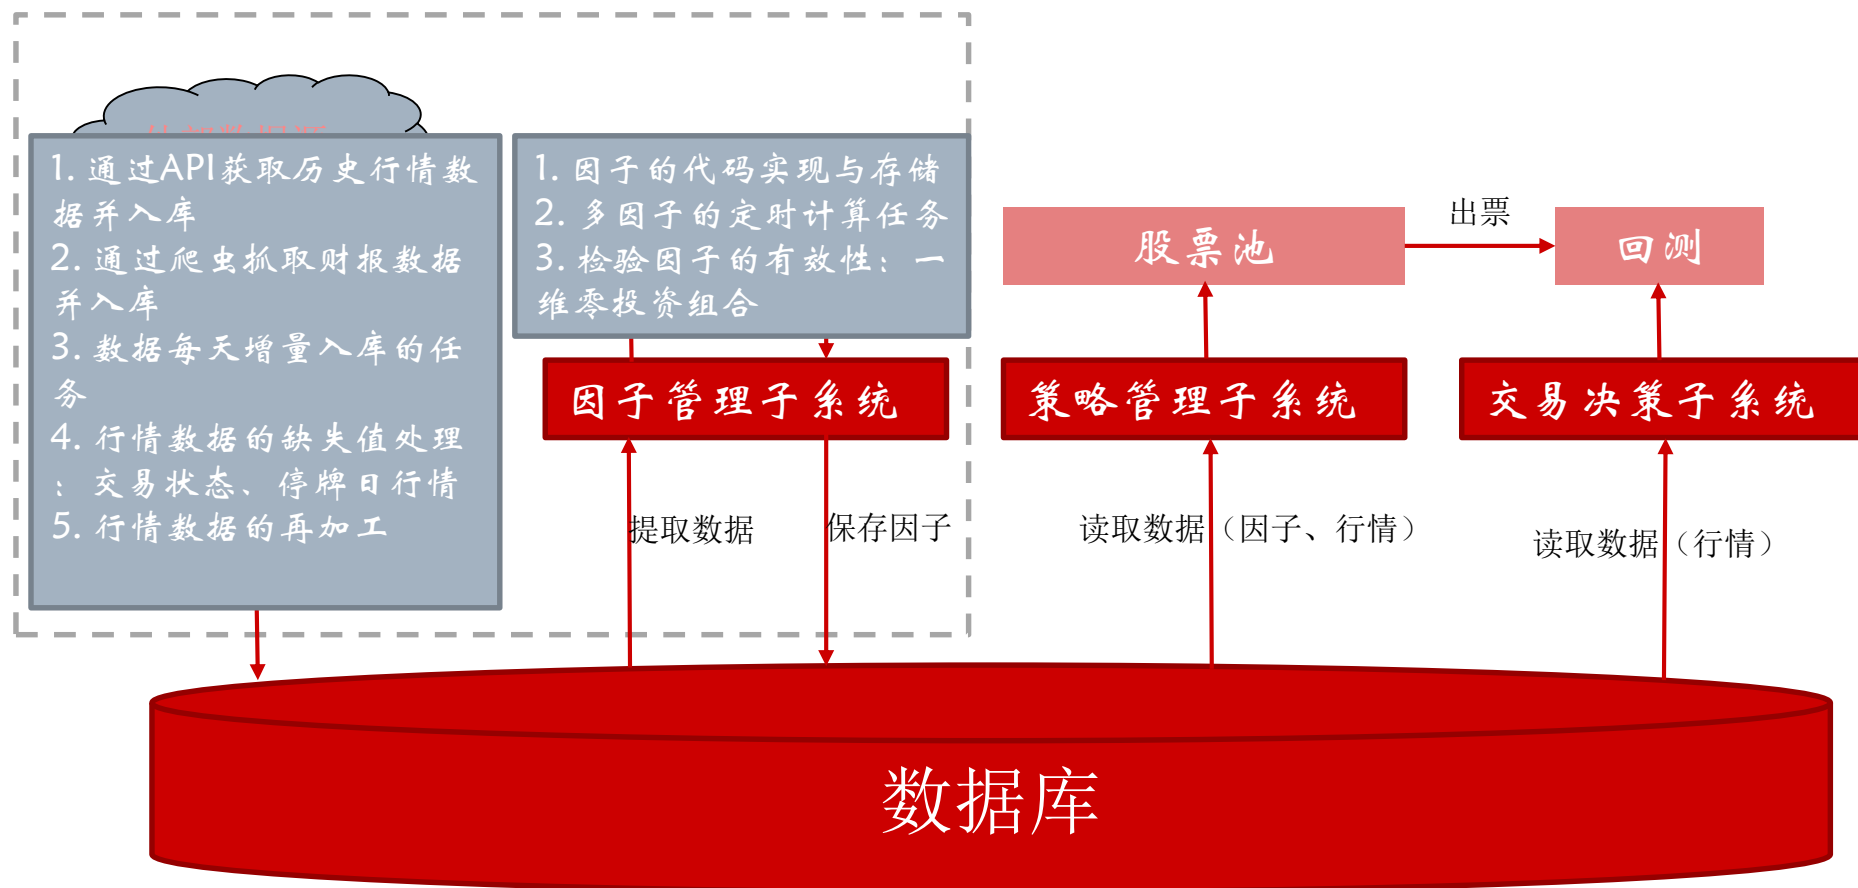 1. 通过API获取历史行情数
据并入库
2. 通过爬虫抓取财报数据
并入库
3. 数据每天增量入库的任
务
4. 行情数据的缺失值处理
：交易状态、停牌日行情
5. 行情数据的再加工
1. 因子的代码实现与存储
2. 多因子的定时计算任务
3. 检验因子的有效性：一
维零投资组合
股票池
出票
回测
因子管理子系统
策略管理子系统
交易决策子系统
提取数据
保存因子
读取数据（因子、行情）
读取数据（行情）
数据库